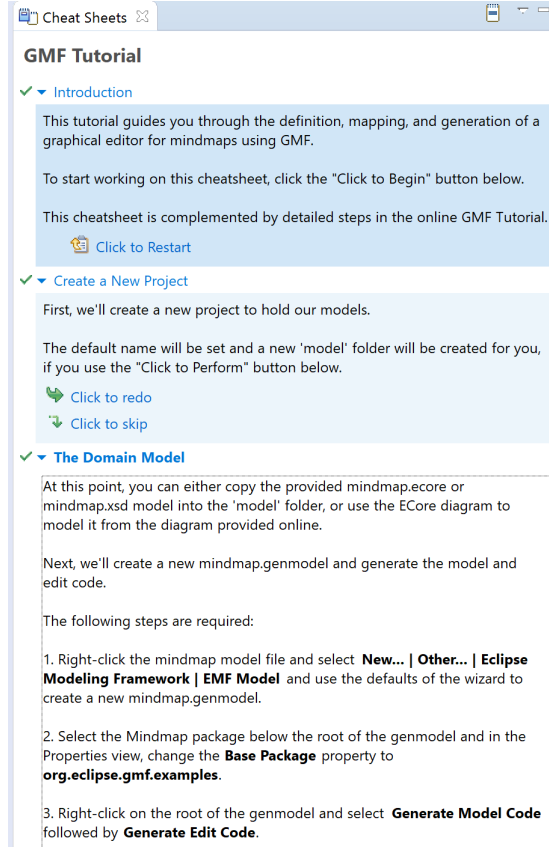 Cheat Sheets
GMF Tutorial
Introduction
This tutorial guides you through the definition, mapping, and generation of a
graphical editor for mindmaps using GMF.
To start working on this cheatsheet, click the "Click to Begin" button below.
This cheatsheet is complemented by detailed steps in the online GMF Tutorial.
Click to Restart
Create a New Project
First, we'll create a new project to hold our models.
The default name will be set and a new 'model' folder will be created for you,
if you use the "Click to Perform" button below.
Click to redo
Click to skip
The Domain Model
At this point, you can either copy the provided mindmap.ecore or
mindmap.xsd model into the 'model' folder, or use the ECore diagram to
model it from the diagram provided online.
Next, we'll create a new mindmap.genmodel and generate the model and
edit code.
The following steps are required:
1. Right-click the mindmap model file and select New... | Other... | Eclipse
Modeling Framework | EMF Model and use the defaults of the wizard to
create a new mindmap.genmodel.
2. Select the Mindmap package below the root of the genmodel and in the
Properties view, change the Base Package property to
org.eclipse.gmf.examples.
3. Right-click on the root of the genmodel and select Generate Model Code
followed by Generate Edit Code.